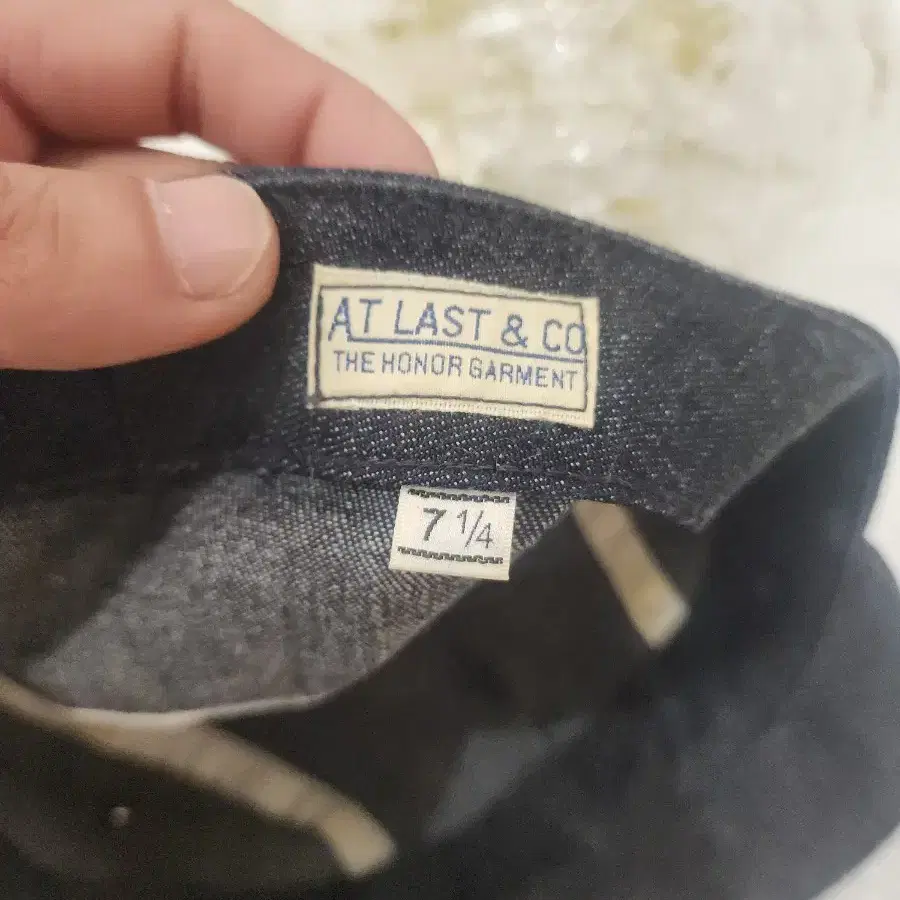 AT LAST & CO
THE HONOR GARMENT
7 1/4